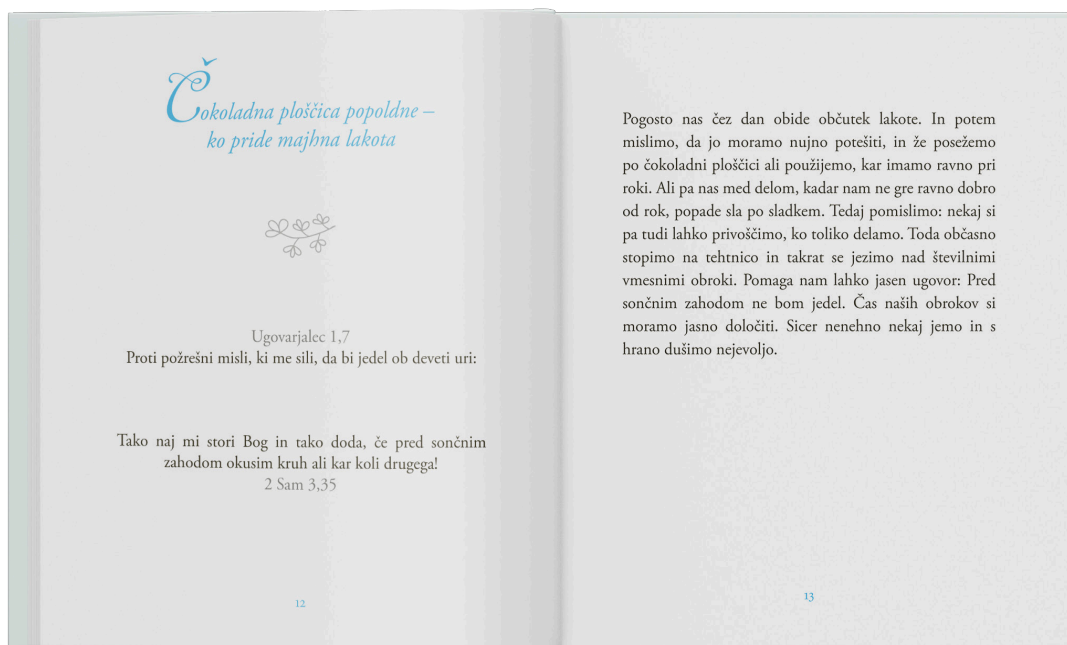 Čokoladna ploščica popoldne –
ko pride majhna lakota
Ugovarjalec 1,7
Proti požrešni misli, ki me sili, da bi jedel ob deveti uri:
Tako naj mi stori Bog in tako doda, če pred sončnim
zahodom okusim kruh ali kar koli drugega!
2 Sam 3,35
12
Pogosto nas čez dan obide občutek lakote. In potem
mislimo, da jo moramo nujno potešiti, in že posežemo
po čokoladni ploščici ali použijemo, kar imamo ravno pri
roki. Ali pa nas med delom, kadar nam ne gre ravno dobro
od rok, popade sla po sladkem. Tedaj pomislimo: nekaj si
pa tudi lahko privoščimo, ko toliko delamo. Toda občasno
stopimo na tehtnico in takrat se jezimo nad številnimi
vmesnimi obroki. Pomaga nam lahko jasen ugovor: Pred
sončnim zahodom ne bom jedel. Čas naših obrokov si
moramo jasno določiti. Sicer nenehno nekaj jemo in s
hrano dušimo nejevoljo.
13